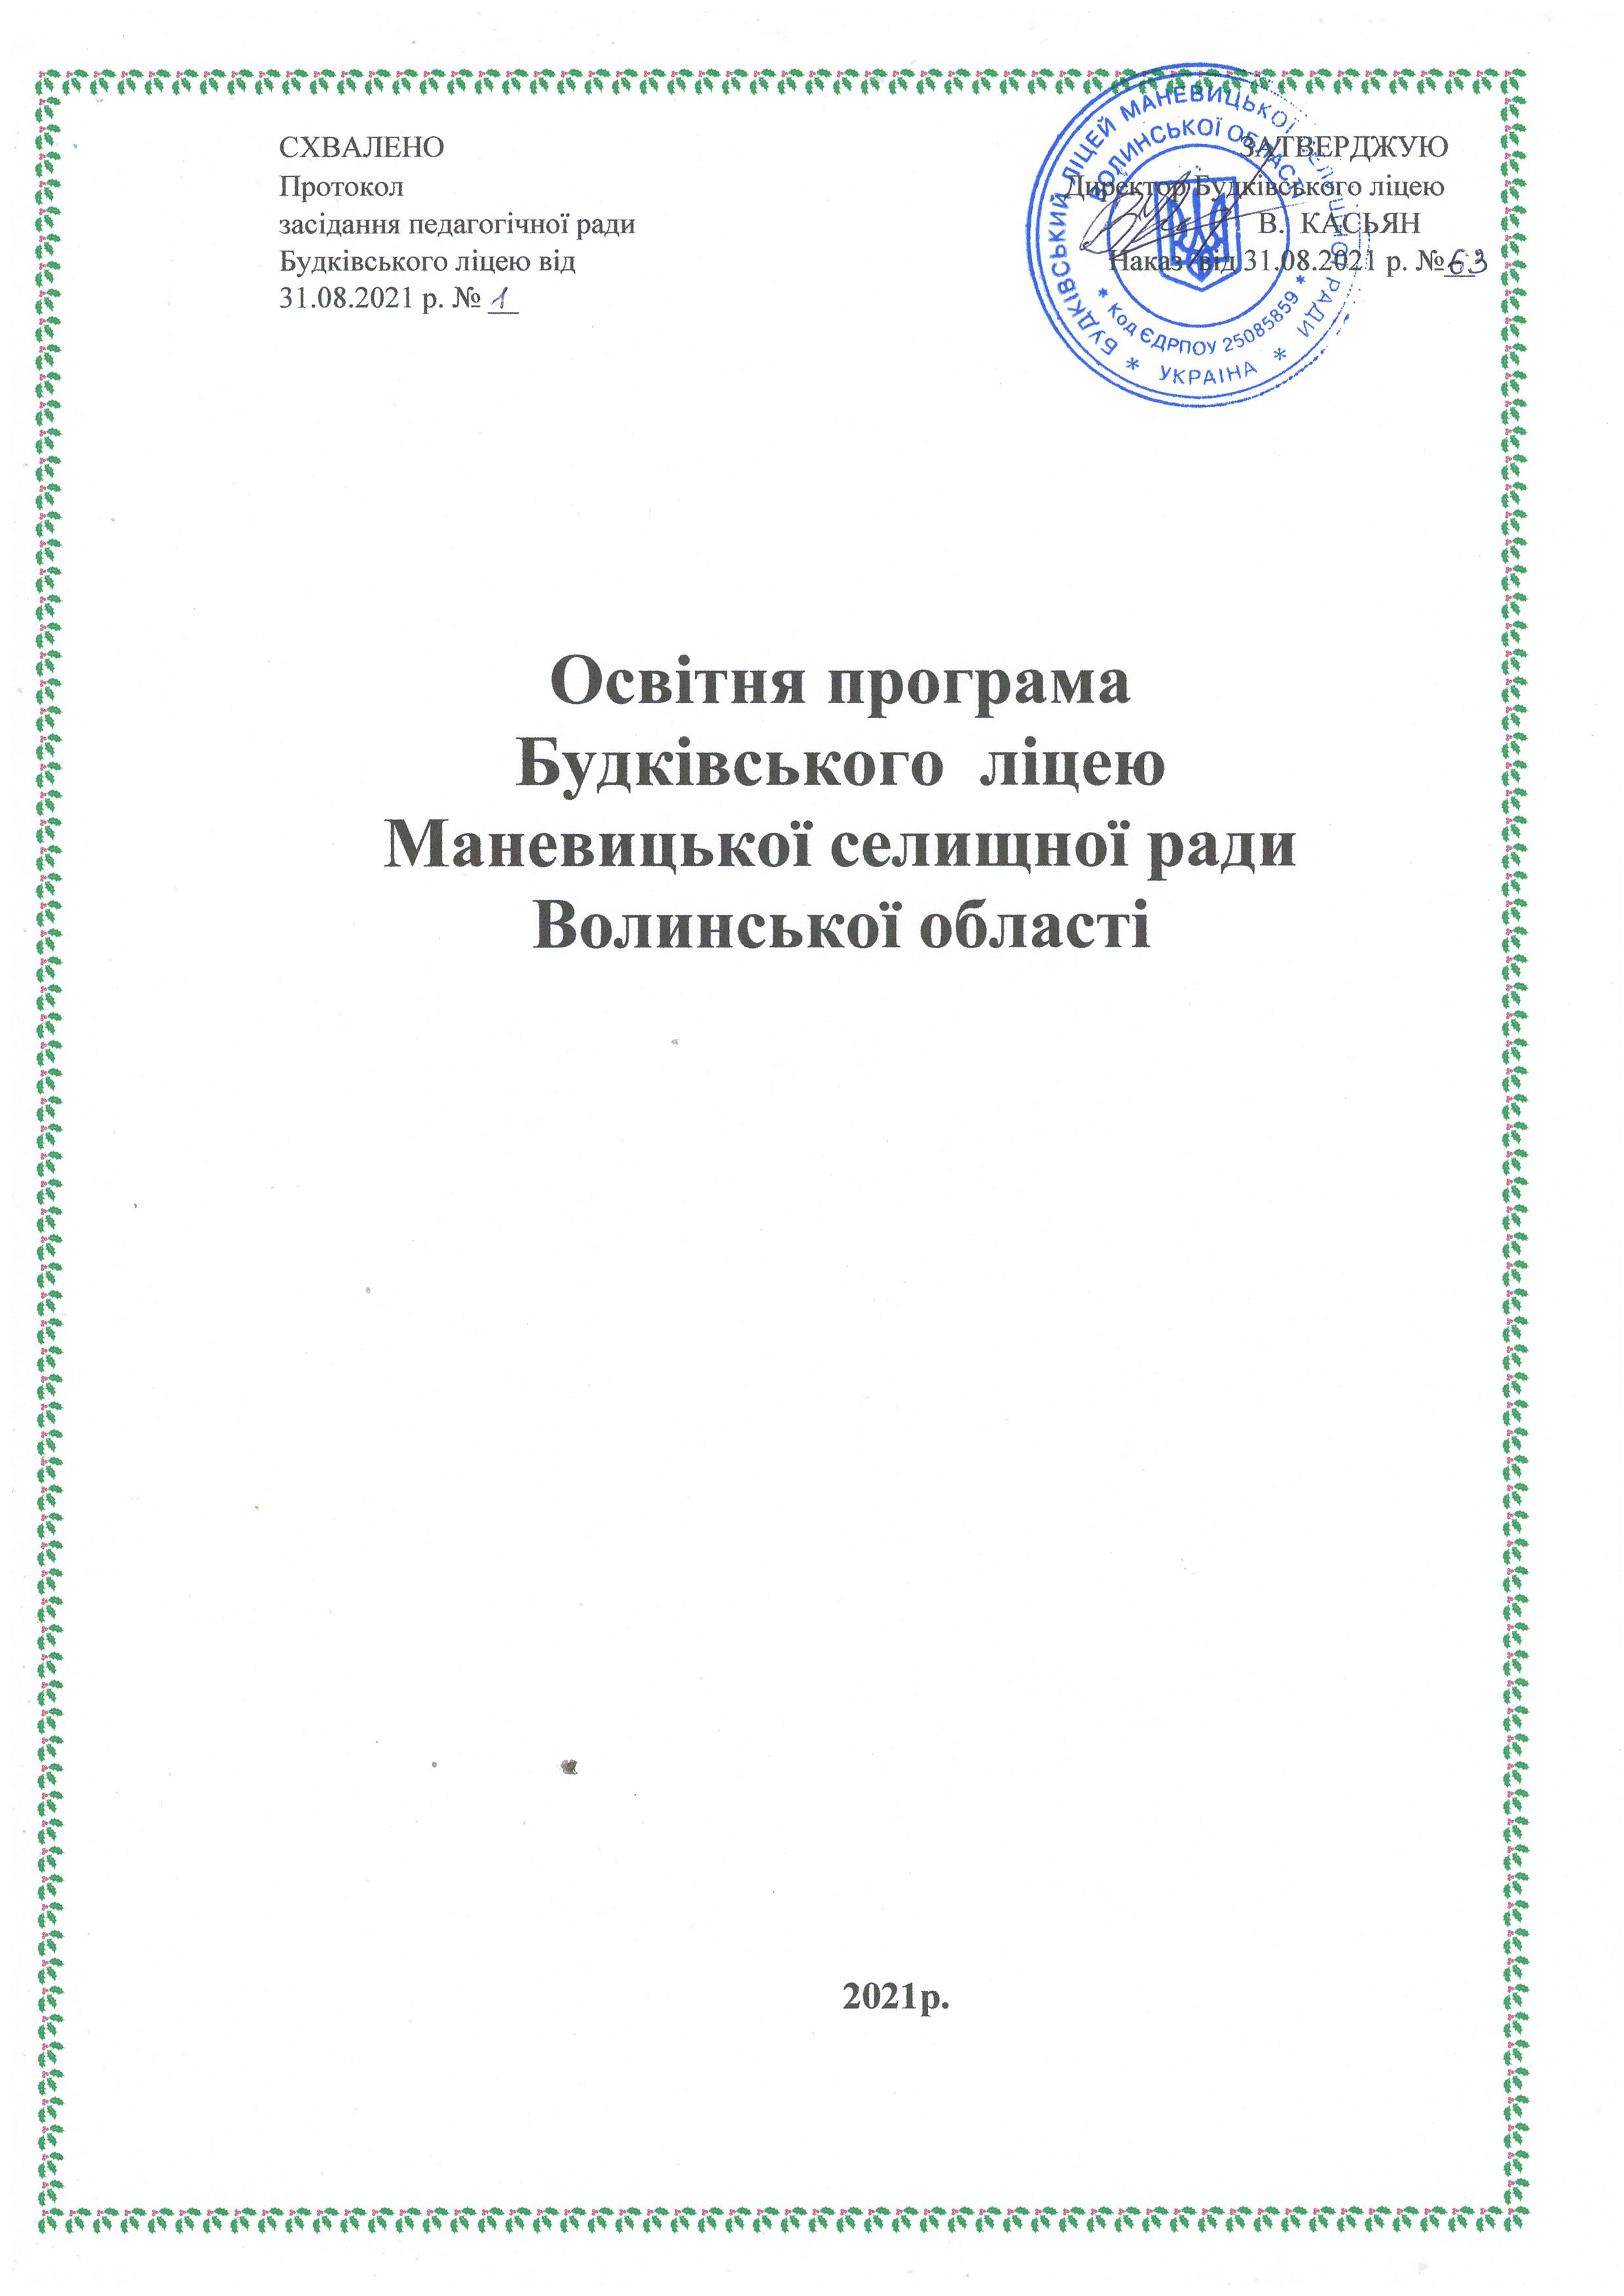 СХВАЛЕНО
Протокол
засідання педагогічної ради
Будківського ліцею від
31.08.2021 р. № 1
ЗАТВЕРДЖУЮ
Директор Будківського ліцею
В. КАСЬЯН
Наказ від 31.08.2021 р. №63
БУДКІВСЬКИЙ ЛІЦЕЙ МАНЕВИЦЬКОЇ СЕЛИЩНОЇ РАДИ
ВОЛИНСЬКОЇ ОБЛАСТІ
* Код ЄДРПОУ 25085859 *
* УКРАЇНА *
Освітня програма
Будківського ліцею
Маневицької селищної ради
Волинської області
2021р.